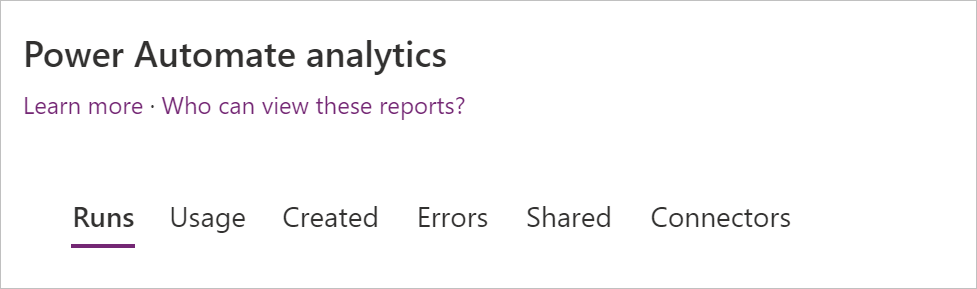 Power Automate analytics
Learn more · Who can view these reports?
Runs Usage Created Errors Shared Connectors